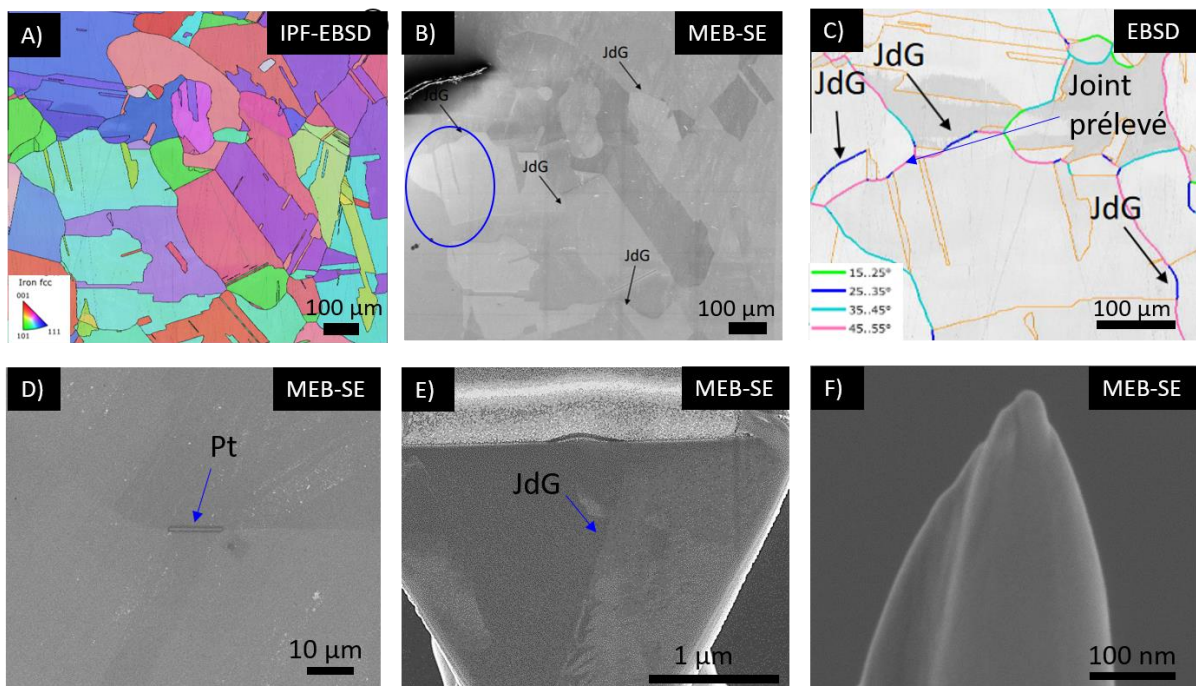 A)
IPF-EBSD
Iron fcc
001
101
111
100 µm
B)
MEB-SE
JdG
JdG
JdG
JdG
100 µm
C)
EBSD
JdG
JdG
Joint
prélevé
JdG
15..25°
25..35°
35..45°
45..55°
100 µm
D)
MEB-SE
Pt
10 µm
E)
MEB-SE
JdG
1 µm
F)
MEB-SE
100 nm